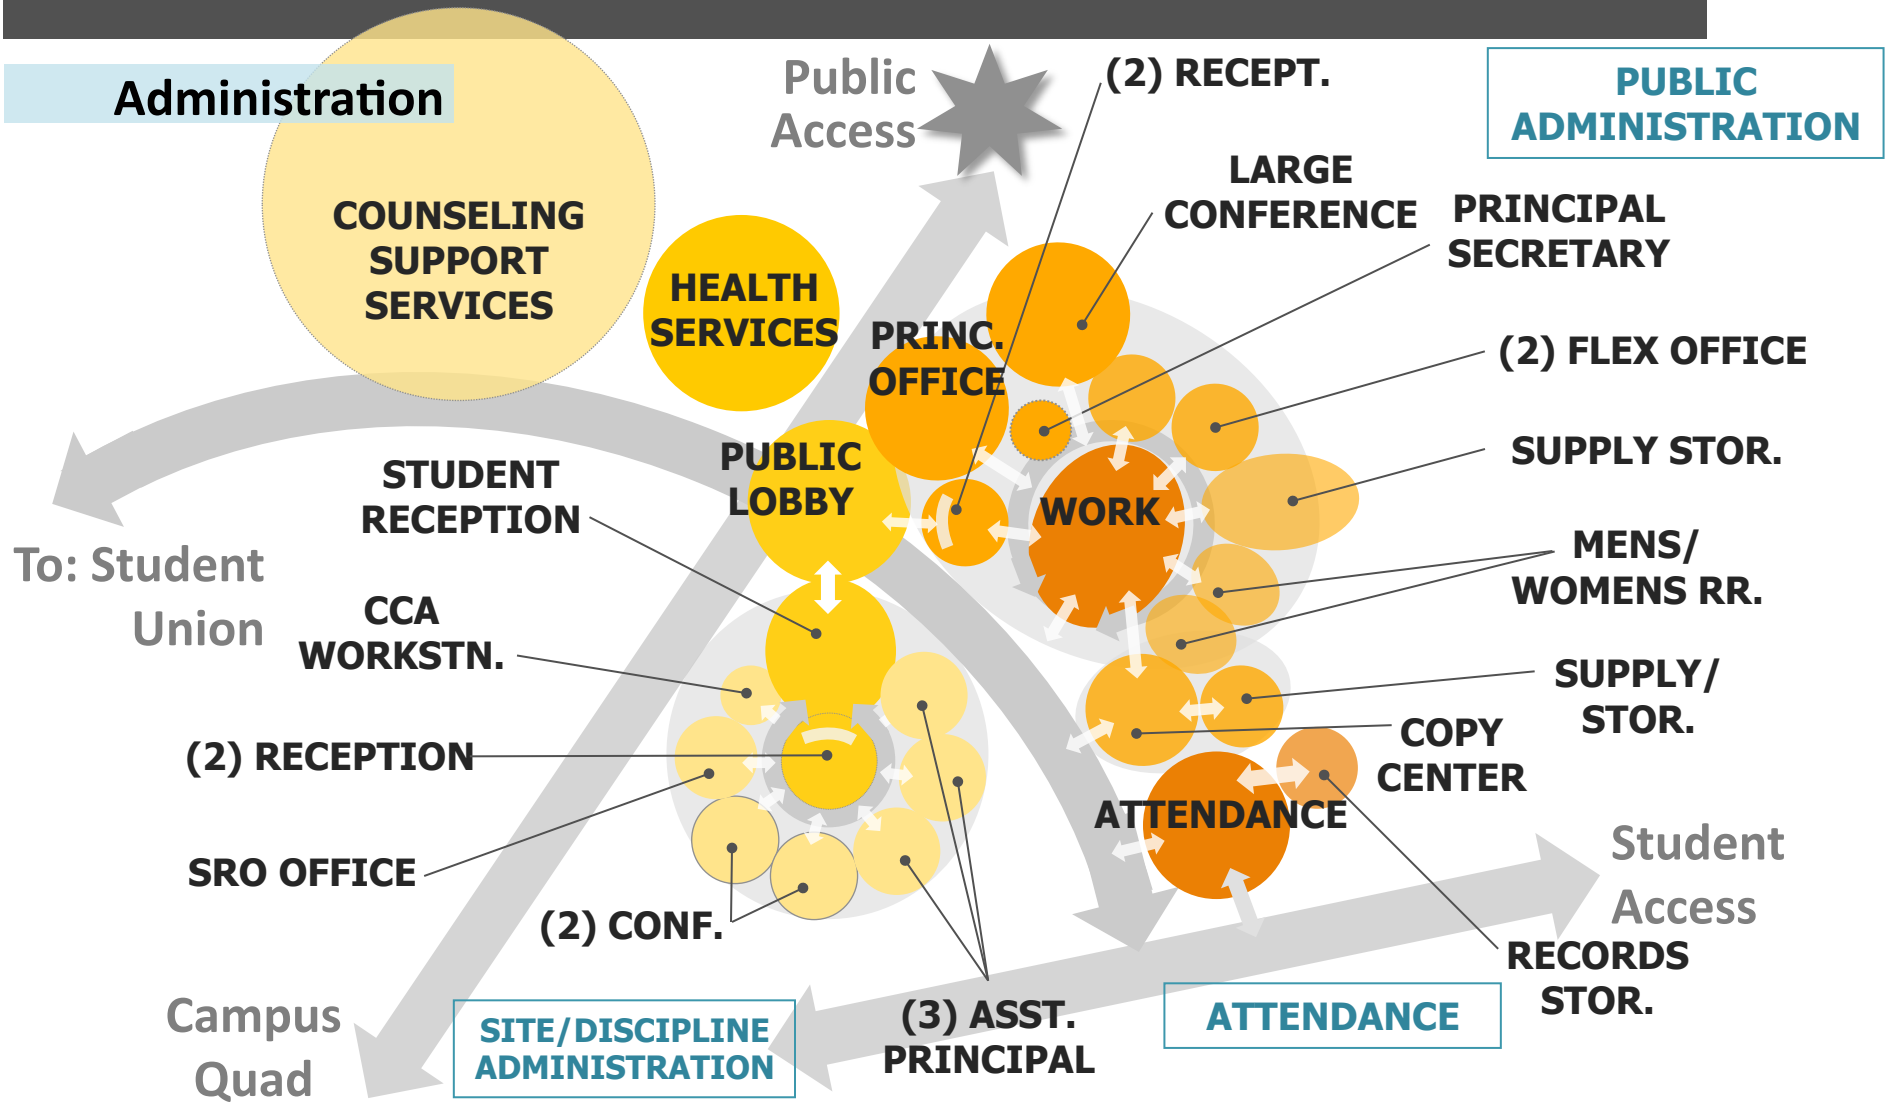 Administration
Public
Access
(2) RECEPT.
PUBLIC
ADMINISTRATION
LARGE
CONFERENCE
PRINCIPAL
SECRETARY
COUNSELING
SUPPORT
SERVICES
HEALTH
SERVICES
PRINC.
OFFICE
(2) FLEX OFFICE
PUBLIC
LOBBY
STUDENT
RECEPTION
WORK
SUPPLY STOR.
To: Student
Union
MENS/
WOMENS RR.
CCA
WORKSTN.
SUPPLY/
STOR.
(2) RECEPTION
COPY
CENTER
ATTENDANCE
SRO OFFICE
Student
Access
(2) CONF.
RECORDS
STOR.
Campus
Quad
SITE/DISCIPLINE
ADMINISTRATION
(3) ASST.
PRINCIPAL
ATTENDANCE